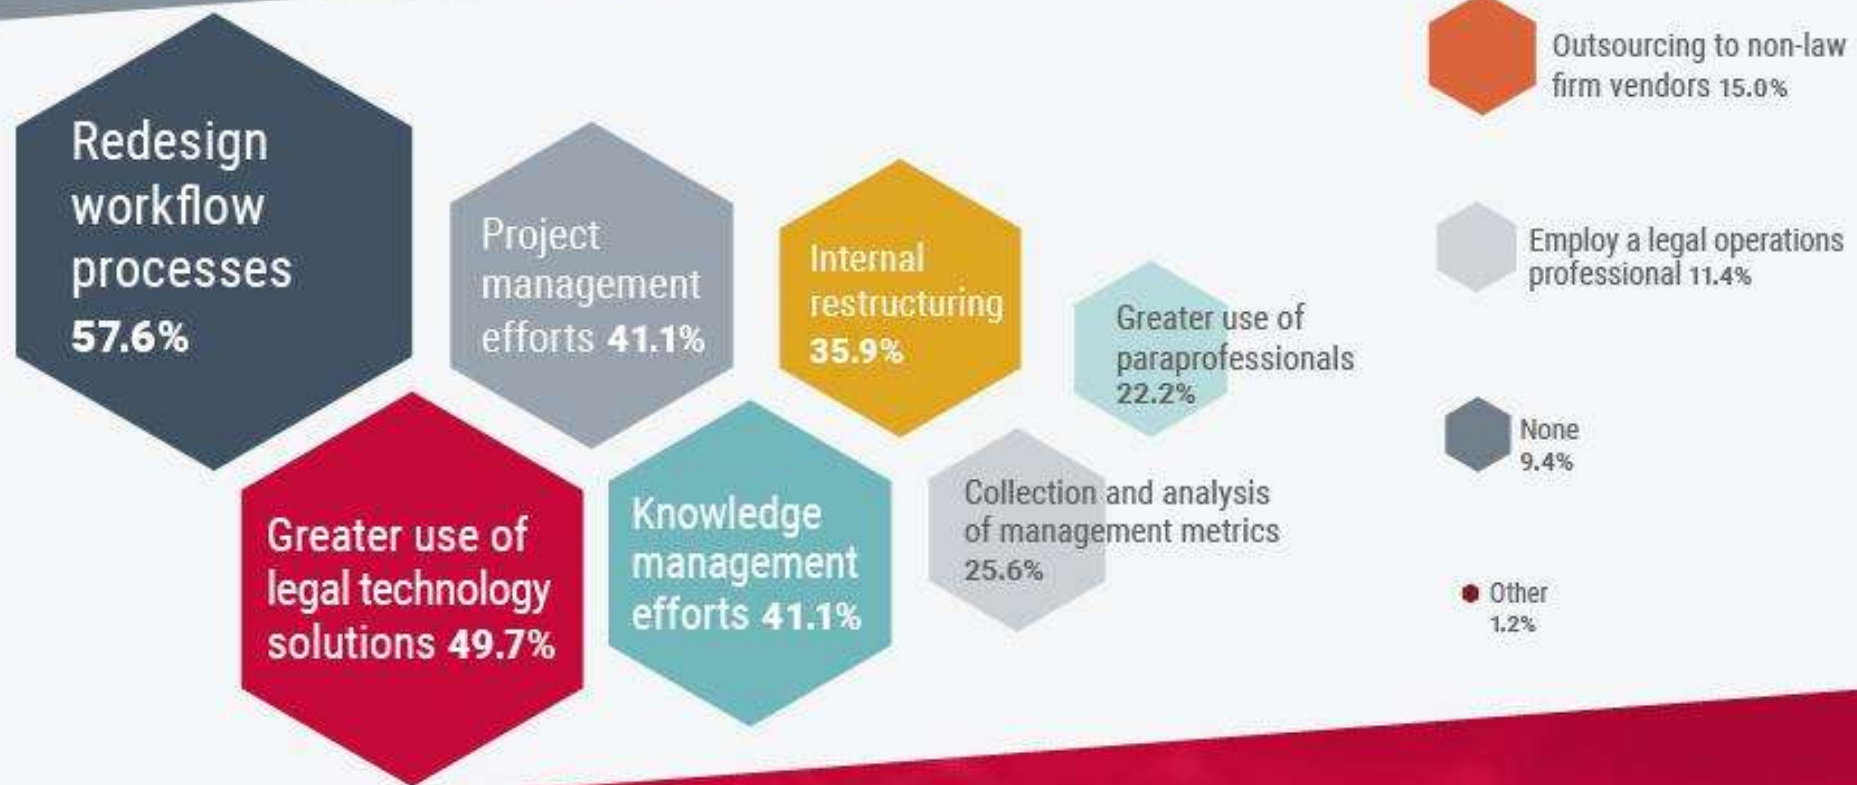 Redesign
workflow
processes
57.6%
Greater use of
legal technology
solutions 49.7%
Project
management
efforts 41.1%
Knowledge
management
efforts 41.1%
Internal
restructuring
35.9%
Collection and analysis
of management metrics
25.6%
Greater use of
paraprofessionals
22.2%
Outsourcing to non-law
firm vendors 15.0%
Employ a legal operations
professional 11.4%
None
9.4%
Other
1.2%